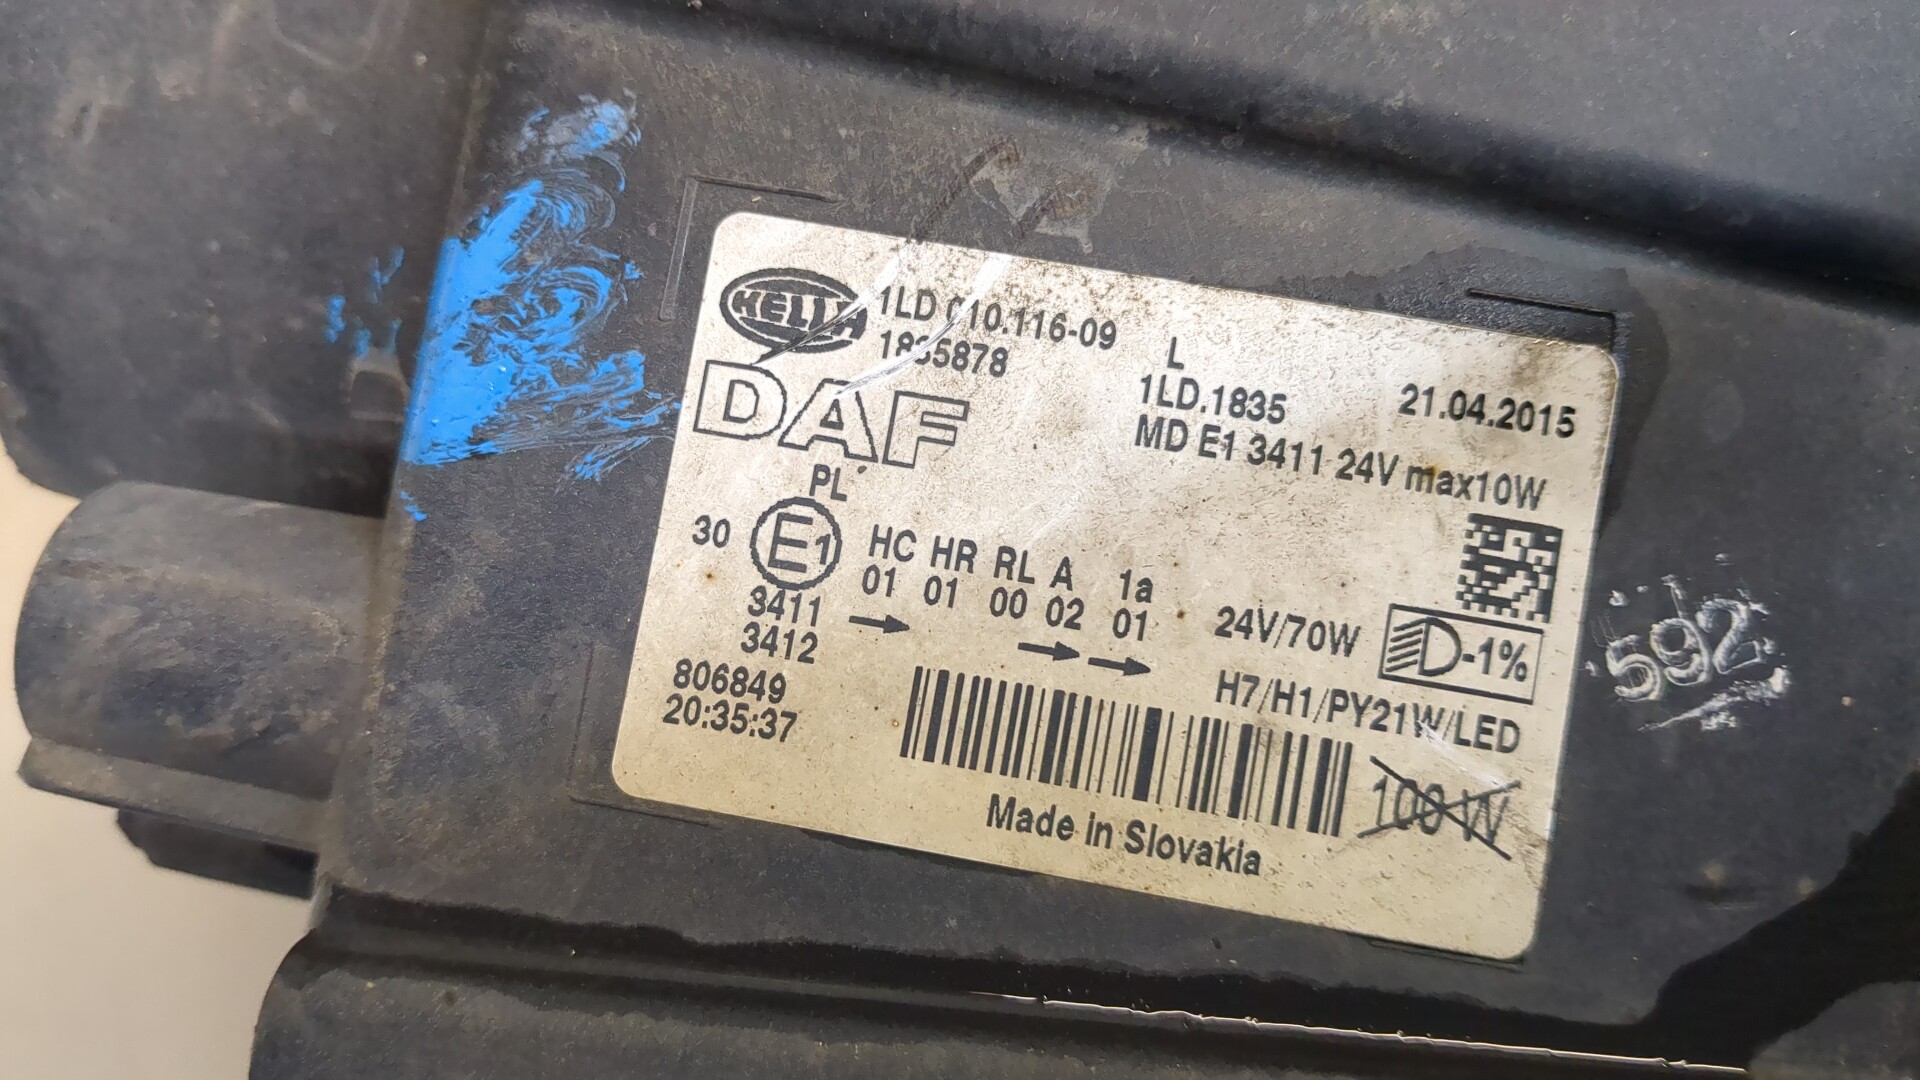 HELLA
1LD 010.116-09
1835878
L
1LD.1835
21.04.2015
MD E1 3411 24V max10W
DAF
PL
30 E1 HC HR RL A 1a
01 01 00 02 01
3411
3412
24V/70W
-1%
H7/H1/PY21W/LED
806849
20:35:37
100 W
Made in Slovakia
592